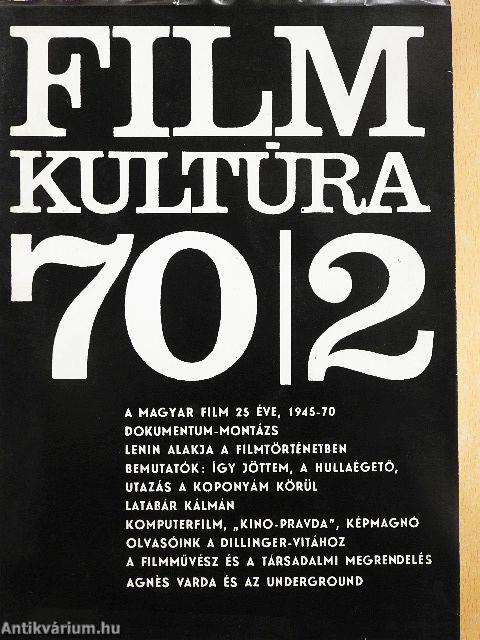 FILM
KULTÚRA
70|2
A MAGYAR FILM 25 ÉVE, 1945-70
DOKUMENTUM-MONTÁZS
LENIN ALAKJA A FILMTÖRTÉNETBEN
BEMUTATÓK: ÍGY JÖTTEM, A HULLAÉGETŐ,
UTAZÁS A KOPONYÁM KÖRÜL
LATABÁR KÁLMÁN
KOMPUTERFILM, „KINO-PRAVDA", KÉPMAGNÓ
OLVASÓINK A DILLINGER-VITÁHOZ
A FILMMŰVÉSZ ÉS A TÁRSADALMI MEGRENDELÉS
AGNÈS VARDA ÉS AZ UNDERGROUND
Antikvárium.hu